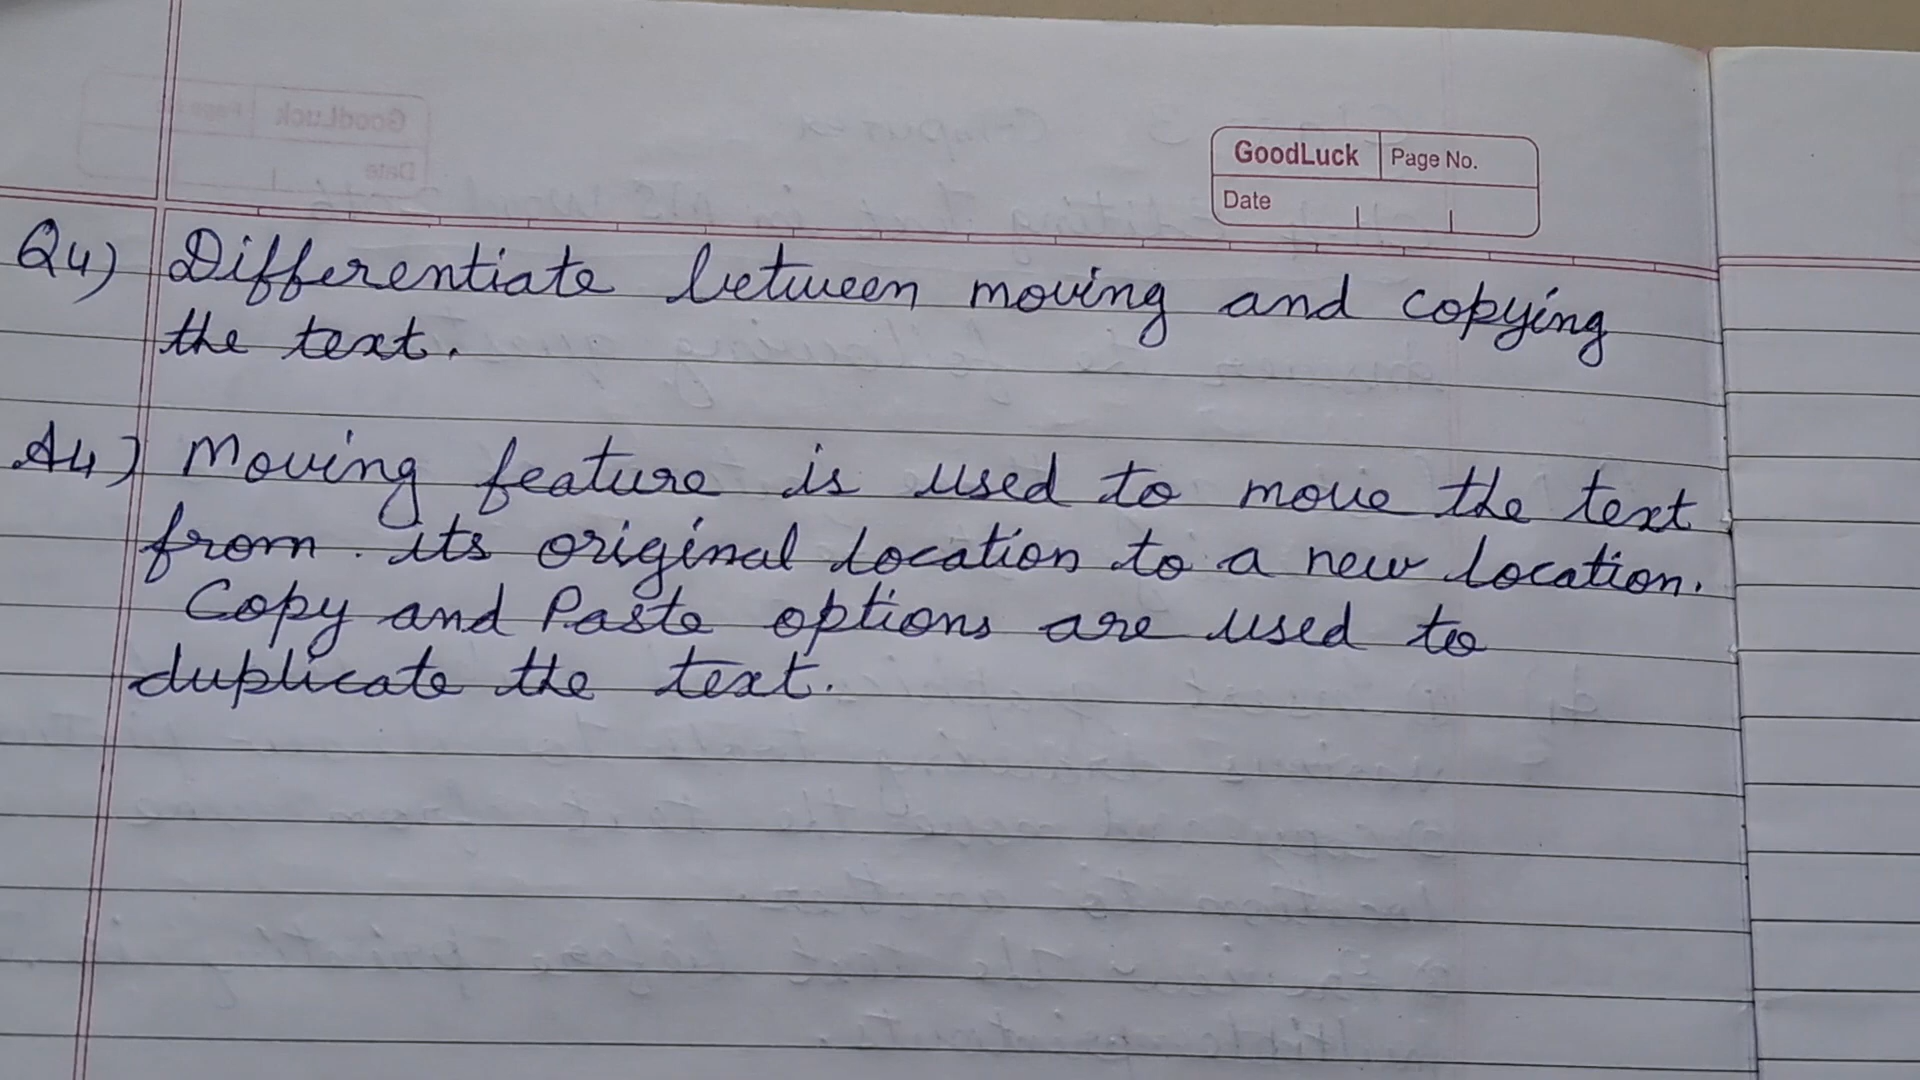 GoodLuck Page No.
Date
Q4) Differentiate between moving and copying
the text.
A4) Moving feature is used to move the text
from its original location to a new location.
Copy and Paste options are used to
duplicate the text.